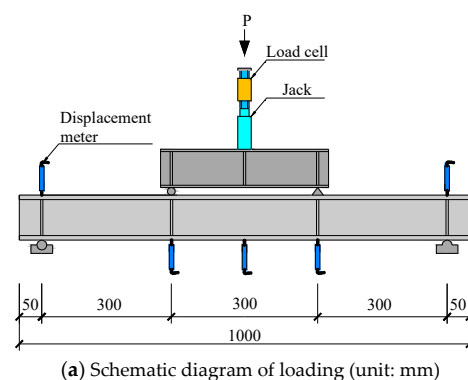 P
Load cell
Jack
Displacement
meter
50 300 300 300 50
1000
(a) Schematic diagram of loading (unit: mm)